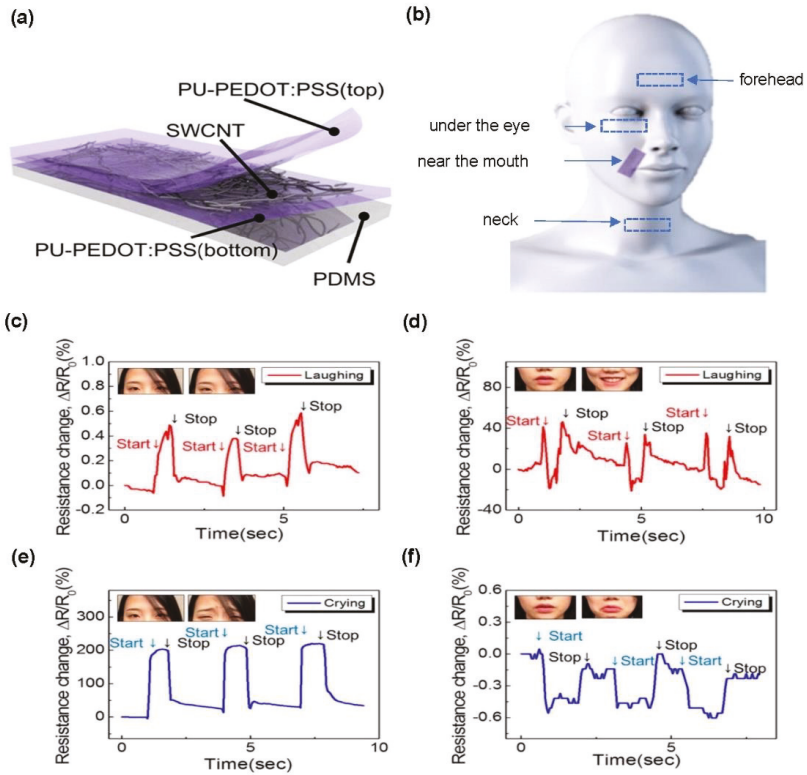 (a)
PU-PEDOT:PSS(top)
SWCNT
PU-PEDOT:PSS(bottom)
PDMS
(b)
forehead
under the eye
near the mouth
neck
(c)
Resistance change, ΔR/R0(%)
1.0
0.8
0.6
0.4
0.2
0.0
-0.2
Laughing
Start↓
↓Stop
Start↓
↓Stop
Start↓
↓Stop
0
5
Time(sec)
(d)
Resistance change, ΔR/R0(%)
80
40
0
-40
Laughing
Start↓
↓Stop
Start↓
↓Stop
Start↓
↓Stop
0
5
10
Time(sec)
(e)
Resistance change, ΔR/R0(%)
300
200
100
0
Crying
Start ↓
↓ Stop
Start↓
↓ Stop
Start↓
↓ Stop
0
5
10
Time(sec)
(f)
Resistance change, ΔR/R0(%)
0.6
0.3
0.0
-0.3
-0.6
Crying
↓ Start
Stop↓
↓Start
↓Stop
↓Start
↓Stop
0
5
Time(sec)